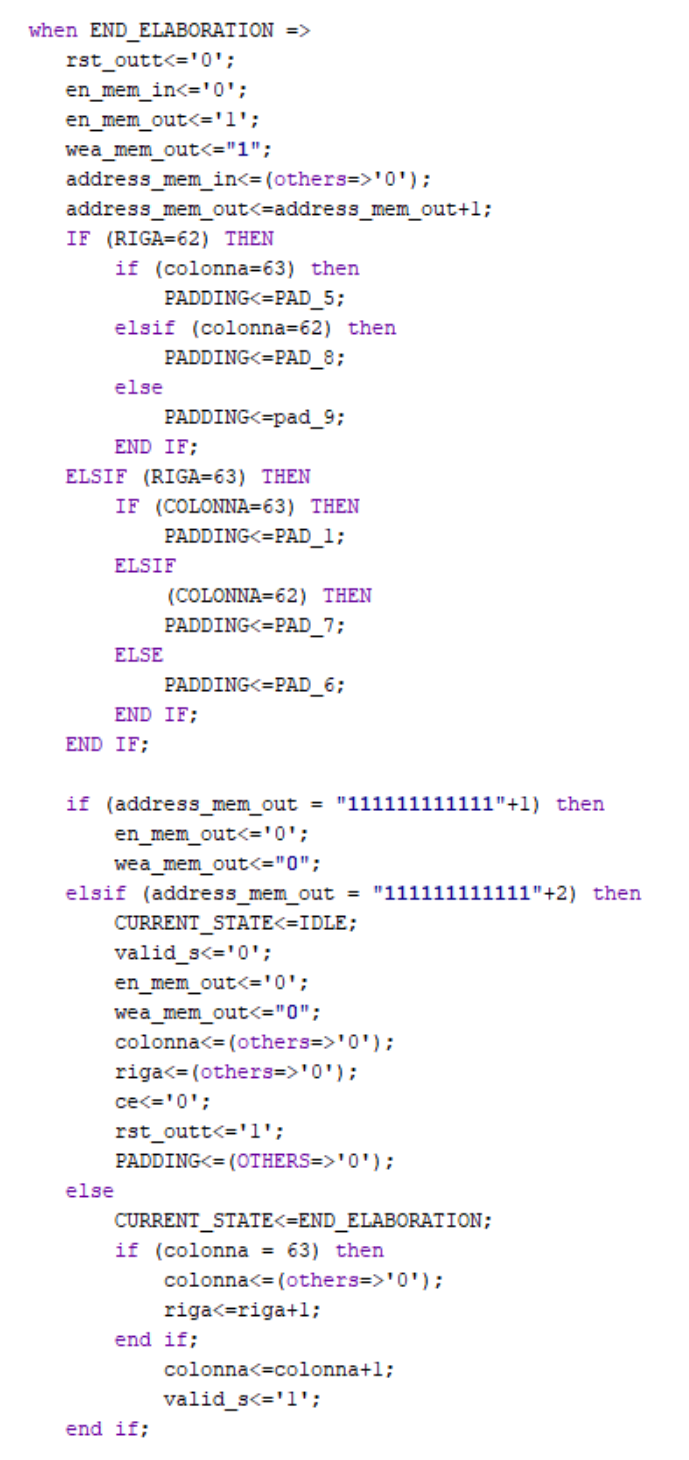 when END_ELABORATION =>
rst_outt<='0';
en_mem_in<='0';
en_mem_out<='1';
wea_mem_out<="1";
address_mem_in<=(others=>'0');
address_mem_out<=address_mem_out+1;
IF (RIGA=62) THEN
if (colonna=63) then
PADDING<=PAD_5;
elsif (colonna=62) then
PADDING<=PAD_8;
else
PADDING<=pad_9;
END IF;
ELSIF (RIGA=63) THEN
IF (COLONNA=63) THEN
PADDING<=PAD_1;
ELSIF
(COLONNA=62) THEN
PADDING<=PAD_7;
ELSE
PADDING<=PAD_6;
END IF;
END IF;
if (address_mem_out = "111111111111"+1) then
en_mem_out<='0';
wea_mem_out<="0";
elsif (address_mem_out = "111111111111"+2) then
CURRENT_STATE<=IDLE;
valid_s<='0';
en_mem_out<='0';
wea_mem_out<="0";
colonna<=(others=>'0');
riga<=(others=>'0');
ce<='0';
rst_outt<='1';
PADDING<=(OTHERS=>'0');
else
CURRENT_STATE<=END_ELABORATION;
if (colonna = 63) then
colonna<=(others=>'0');
riga<=riga+1;
end if;
colonna<=colonna+1;
valid_s<='1';
end if;